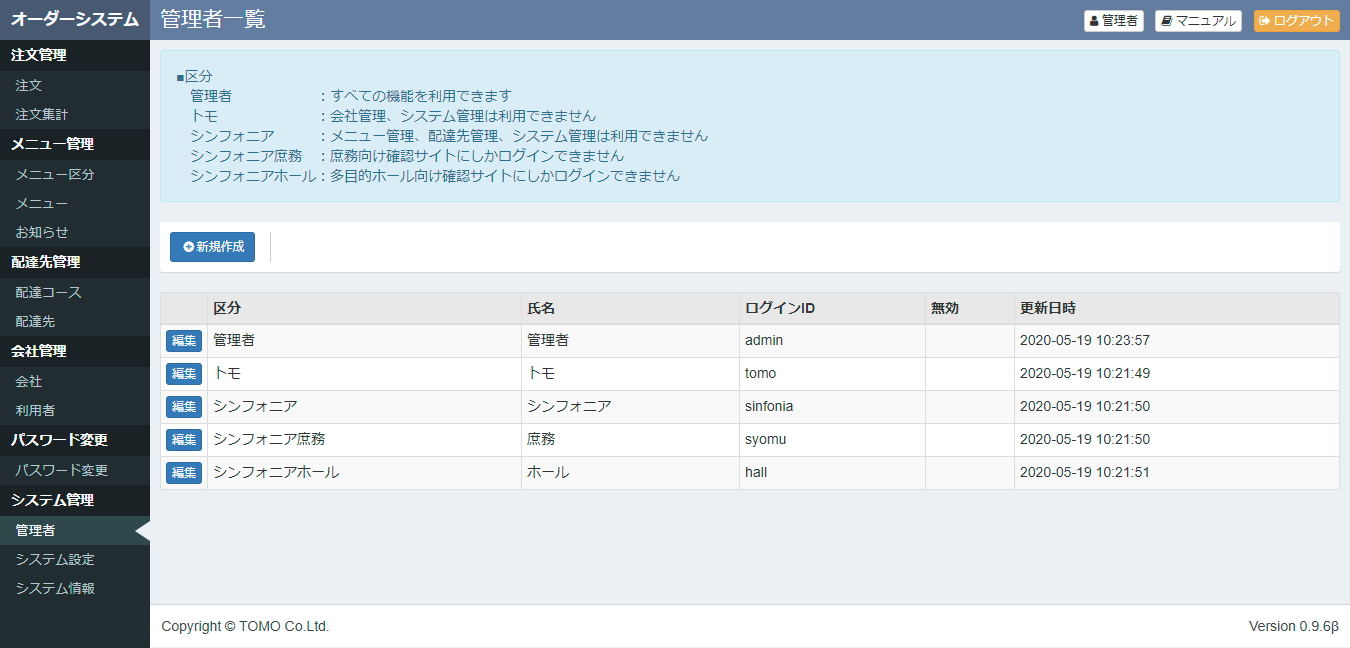 オーダーシステム
管理者一覧
管理者
マニュアル
ログアウト
注文管理
注文
注文集計
メニュー管理
メニュー区分
メニュー
お知らせ
配達先管理
配達コース
配達先
会社管理
会社
利用者
パスワード変更
パスワード変更
システム管理
管理者
システム設定
システム情報
■区分
管理者 : すべての機能を利用できます
トモ : 会社管理、システム管理は利用できません
シンフォニア : メニュー管理、配達先管理、システム管理は利用できません
シンフォニア庶務 : 庶務向け確認サイトにしかログインできません
シンフォニアホール : 多目的ホール向け確認サイトにしかログインできません
新規作成
区分 氏名 ログインID 無効 更新日時
編集 管理者 管理者 admin 2020-05-19 10:23:57
編集 トモ トモ tomo 2020-05-19 10:21:49
編集 シンフォニア シンフォニア sinfonia 2020-05-19 10:21:50
編集 シンフォニア庶務 庶務 syomu 2020-05-19 10:21:50
編集 シンフォニアホール ホール hall 2020-05-19 10:21:51
Copyright © TOMO Co.Ltd.
Version 0.9.6β